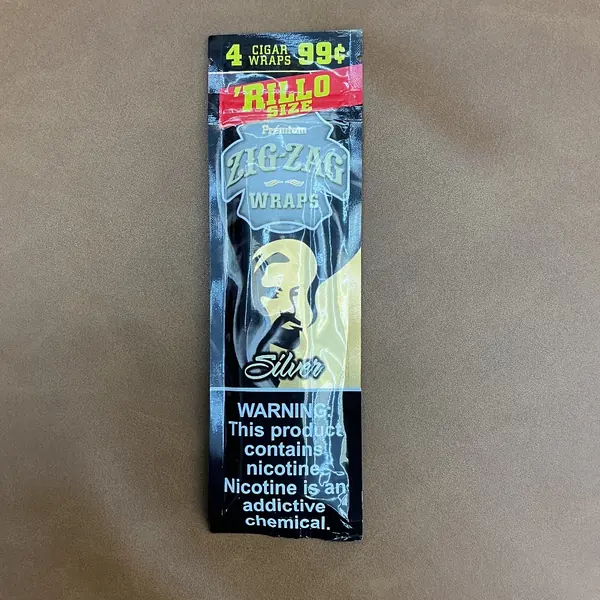 4 CIGAR WRAPS 99¢
'RILLO
SIZE
Premium
ZIG-ZAG
WRAPS
Silver
WARNING:
This product
contains
nicotine.
Nicotine is an
addictive
chemical.